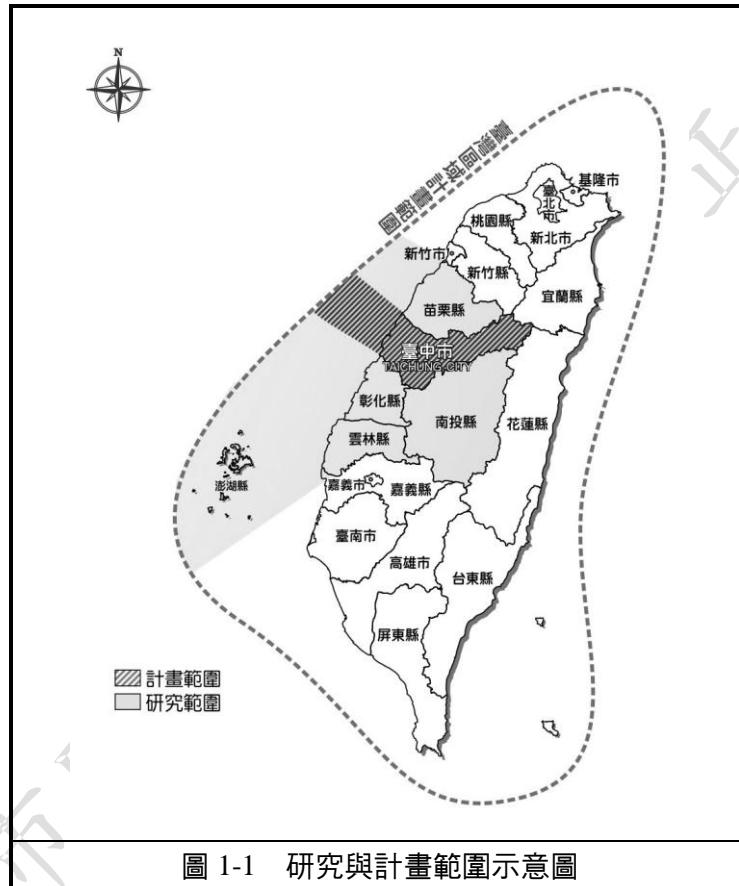 N
臺灣區域計畫範圍
基隆市
臺北市
桃園縣
新北市
新竹市
新竹縣
宜蘭縣
苗栗縣
臺中市
TAICHUNG CITY
彰化縣
南投縣
花蓮縣
雲林縣
澎湖縣
嘉義市
嘉義縣
臺南市
高雄市
台東縣
屏東縣
計畫範圍
研究範圍
圖 1-1 研究與計畫範圍示意圖
正
市